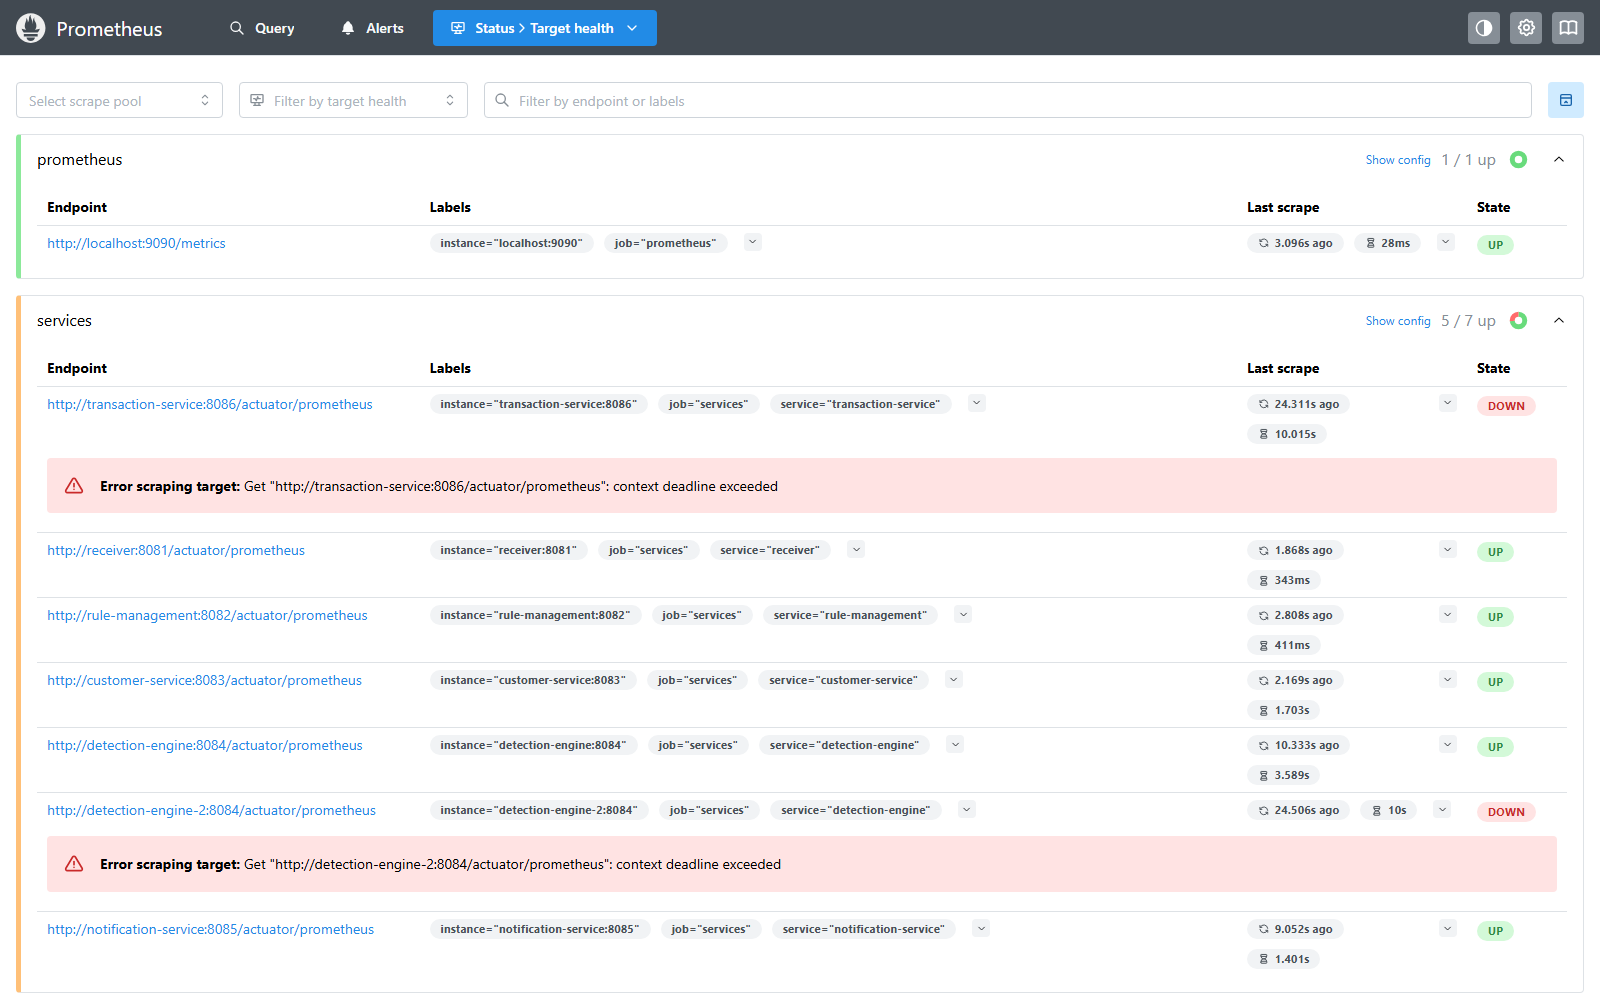 Prometheus Query Alerts Status > Target health
Select scrape pool Filter by target health Filter by endpoint or labels
prometheus Show config 1 / 1 up
Endpoint Labels Last scrape State
http://localhost:9090/metrics instance="localhost:9090" job="prometheus" 3.096s ago 28ms UP
services Show config 5 / 7 up
Endpoint Labels Last scrape State
http://transaction-service:8086/actuator/prometheus instance="transaction-service:8086" job="services" service="transaction-service" 24.311s ago DOWN
10.015s
Error scraping target: Get "http://transaction-service:8086/actuator/prometheus": context deadline exceeded
http://receiver:8081/actuator/prometheus instance="receiver:8081" job="services" service="receiver" 1.868s ago UP
343ms
http://rule-management:8082/actuator/prometheus instance="rule-management:8082" job="services" service="rule-management" 2.808s ago UP
411ms
http://customer-service:8083/actuator/prometheus instance="customer-service:8083" job="services" service="customer-service" 2.169s ago UP
1.703s
http://detection-engine:8084/actuator/prometheus instance="detection-engine:8084" job="services" service="detection-engine" 10.333s ago UP
3.589s
http://detection-engine-2:8084/actuator/prometheus instance="detection-engine-2:8084" job="services" service="detection-engine" 24.506s ago 10s DOWN
Error scraping target: Get "http://detection-engine-2:8084/actuator/prometheus": context deadline exceeded
http://notification-service:8085/actuator/prometheus instance="notification-service:8085" job="services" service="notification-service" 9.052s ago UP
1.401s